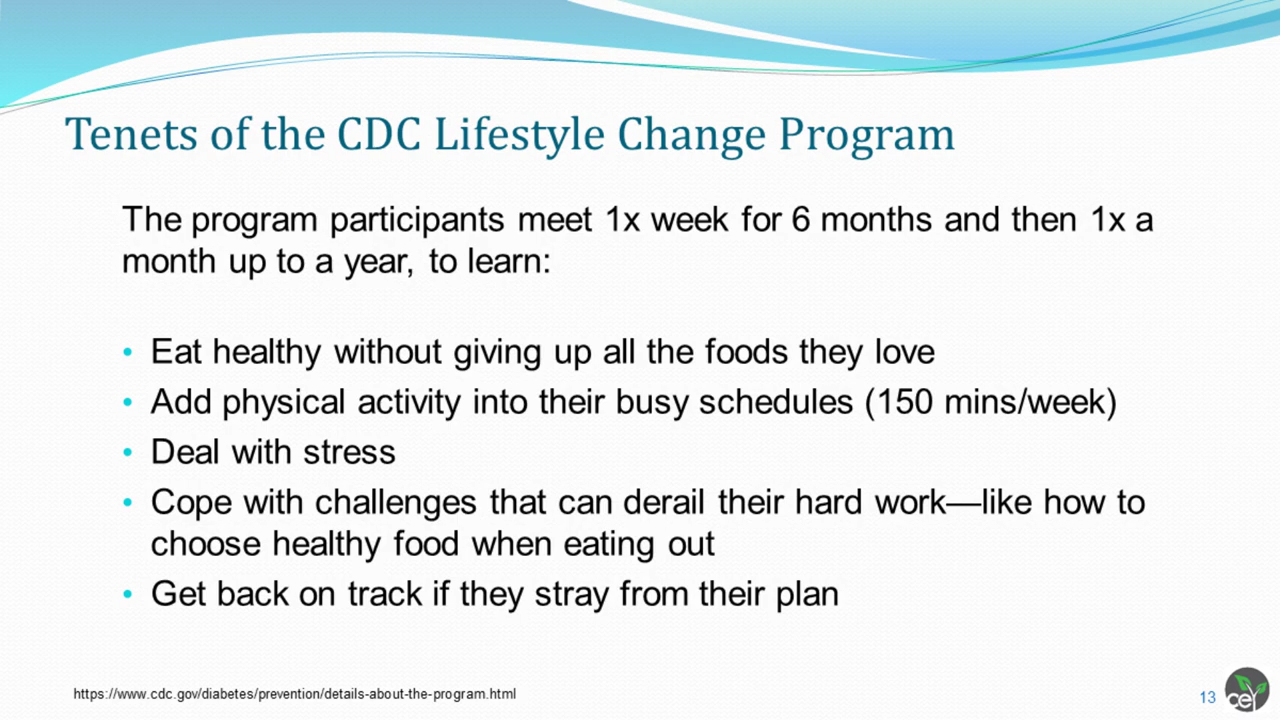 Tenets of the CDC Lifestyle Change Program
The program participants meet 1x week for 6 months and then 1x a
month up to a year, to learn:
• Eat healthy without giving up all the foods they love
• Add physical activity into their busy schedules (150 mins/week)
• Deal with stress
• Cope with challenges that can derail their hard work—like how to
choose healthy food when eating out
• Get back on track if they stray from their plan
https://www.cdc.gov/diabetes/prevention/details-about-the-program.html
13
cei